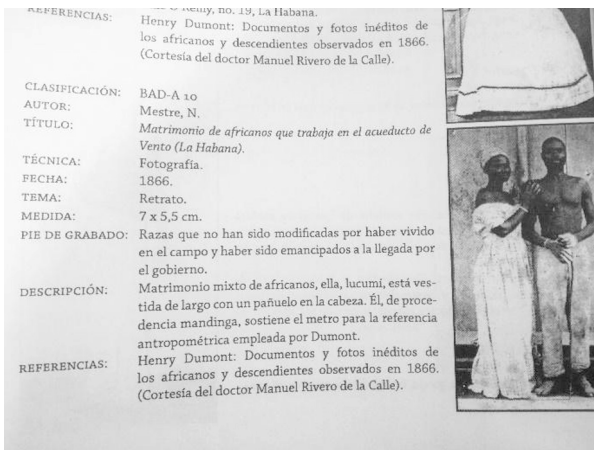 REFERENCIAS: no. 19, La Habana.
Henry Dumont: Documentos y fotos inéditos de
los africanos y descendientes observados en 1866.
(Cortesía del doctor Manuel Rivero de la Calle).
CLASIFICACIÓN: BAD-A 10
AUTOR: Mestre, N.
TÍTULO: Matrimonio de africanos que trabaja en el acueducto de
Vento (La Habana).
TÉCNICA: Fotografía.
FECHA: 1866.
TEMA: Retrato.
MEDIDA: 7 x 5,5 cm.
PIE DE GRABADO: Razas que no han sido modificadas por haber vivido
en el campo y haber sido emancipados a la llegada por
el gobierno.
DESCRIPCIÓN: Matrimonio mixto de africanos, ella, lucumí, está ves-
tida de largo con un pañuelo en la cabeza. Él, de proce-
dencia mandinga, sostiene el metro para la referencia
antropométrica empleada por Dumont.
REFERENCIAS: Henry Dumont: Documentos y fotos inéditos de
los africanos y descendientes observados en 1866.
(Cortesía del doctor Manuel Rivero de la Calle).